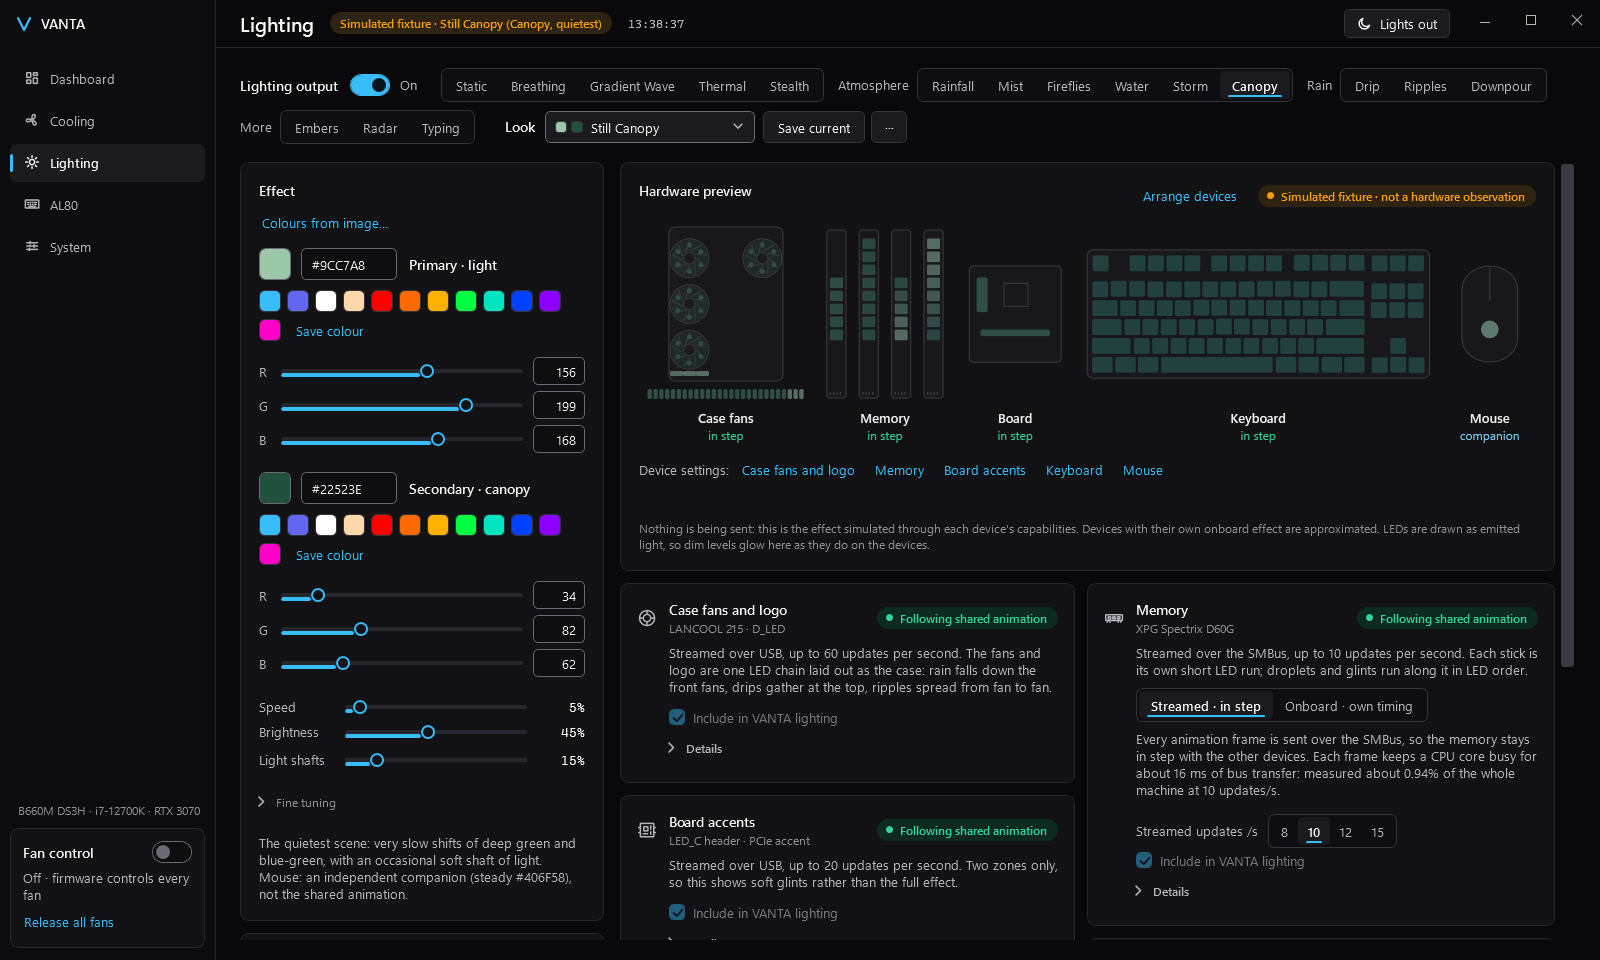 VANTA
Lighting
Simulated fixture · Still Canopy (Canopy, quietest)
13:38:37
Lights out
Dashboard
Cooling
Lighting
AL80
System
Lighting output
On
Static
Breathing
Gradient Wave
Thermal
Stealth
Atmosphere
Rainfall
Mist
Fireflies
Water
Storm
Canopy
Rain
Drip
Ripples
Downpour
More
Embers
Radar
Typing
Look
Still Canopy
Save current
...
Effect
Colours from image...
#9CC7A8
Primary · light
Save colour
R
156
G
199
B
168
#22523E
Secondary · canopy
Save colour
R
34
G
82
B
62
Speed
5%
Brightness
45%
Light shafts
15%
Fine tuning
The quietest scene: very slow shifts of deep green and
blue-green, with an occasional soft shaft of light.
Mouse: an independent companion (steady #406F58),
not the shared animation.
Hardware preview
Arrange devices
Simulated fixture · not a hardware observation
Case fans
in step
Memory
in step
Board
in step
Keyboard
in step
Mouse
companion
Device settings:
Case fans and logo
Memory
Board accents
Keyboard
Mouse
Nothing is being sent: this is the effect simulated through each device's capabilities. Devices with their own onboard effect are approximated. LEDs are drawn as emitted
light, so dim levels glow here as they do on the devices.
Case fans and logo
LANCOOL 215 · D_LED
Following shared animation
Streamed over USB, up to 60 updates per second. The fans and
logo are one LED chain laid out as the case: rain falls down the
front fans, drips gather at the top, ripples spread from fan to fan.
Include in VANTA lighting
Details
Board accents
LED_C header · PCIe accent
Following shared animation
Streamed over USB, up to 20 updates per second. Two zones only,
so this shows soft glints rather than the full effect.
Include in VANTA lighting
Memory
XPG Spectrix D60G
Following shared animation
Streamed over the SMBus, up to 10 updates per second. Each stick is
its own short LED run; droplets and glints run along it in LED order.
Streamed · in step
Onboard · own timing
Every animation frame is sent over the SMBus, so the memory stays
in step with the other devices. Each frame keeps a CPU core busy for
about 16 ms of bus transfer: measured about 0.94% of the whole
machine at 10 updates/s.
Streamed updates /s
8
10
12
15
Include in VANTA lighting
Details
B660M DS3H · i7-12700K · RTX 3070
Fan control
Off · firmware controls every
fan
Release all fans